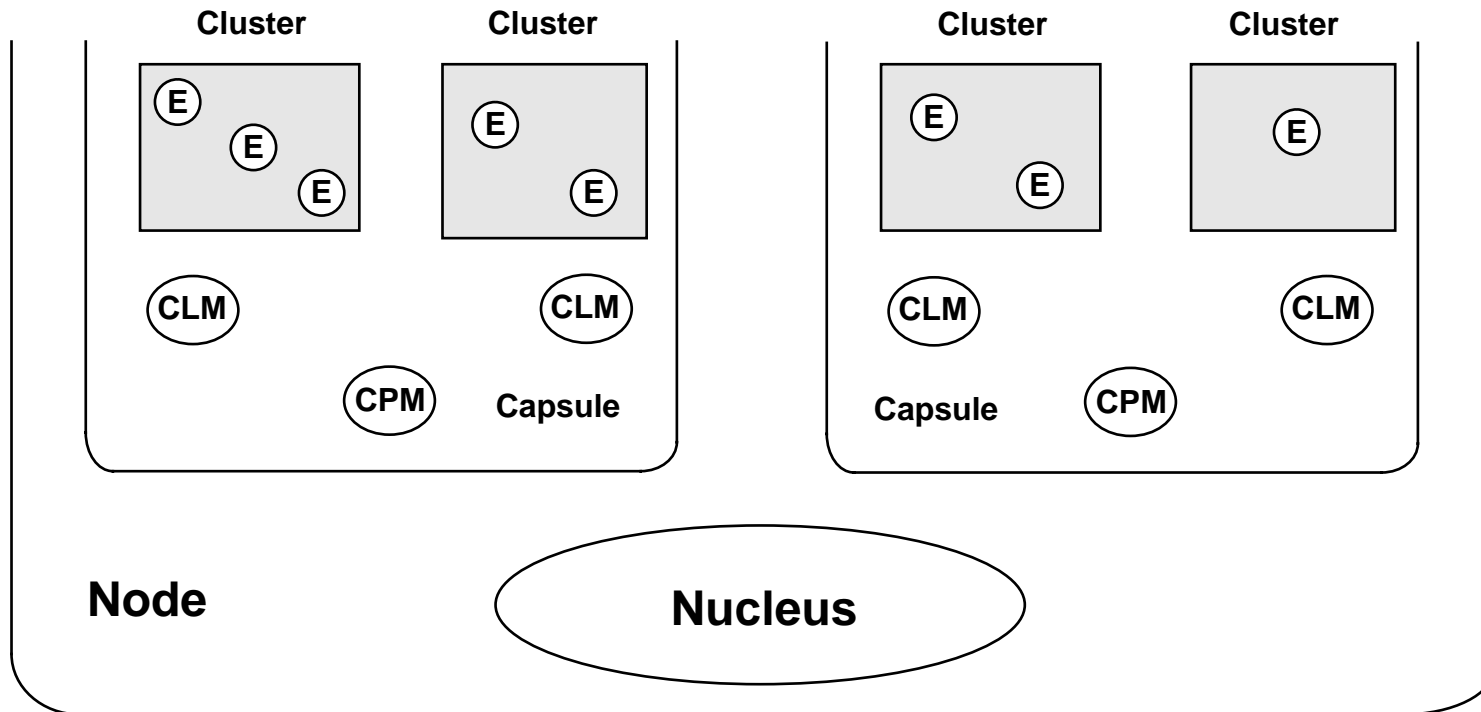 Cluster
Cluster
Cluster
Cluster
E
E
E
E
E
E
E
E
CLM
CLM
CLM
CLM
CPM
Capsule
Capsule
CPM
Node
Nucleus